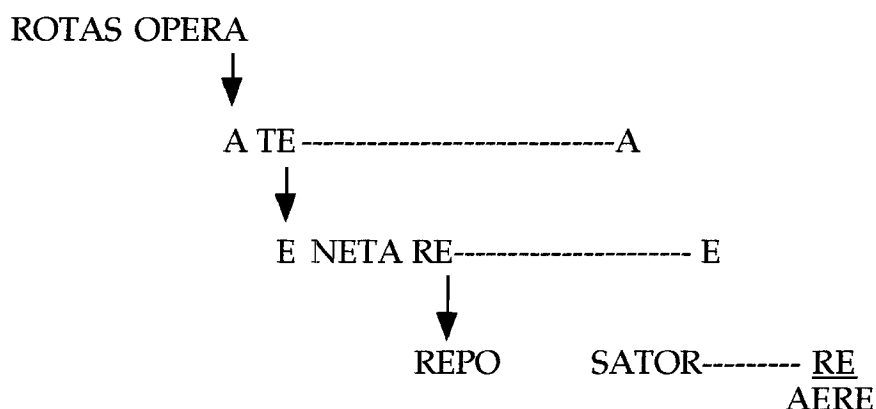 ROTAS OPERA
A TE -------------------------------A
E NETA RE----------------------- E
REPO SATOR--------- RE
AERE